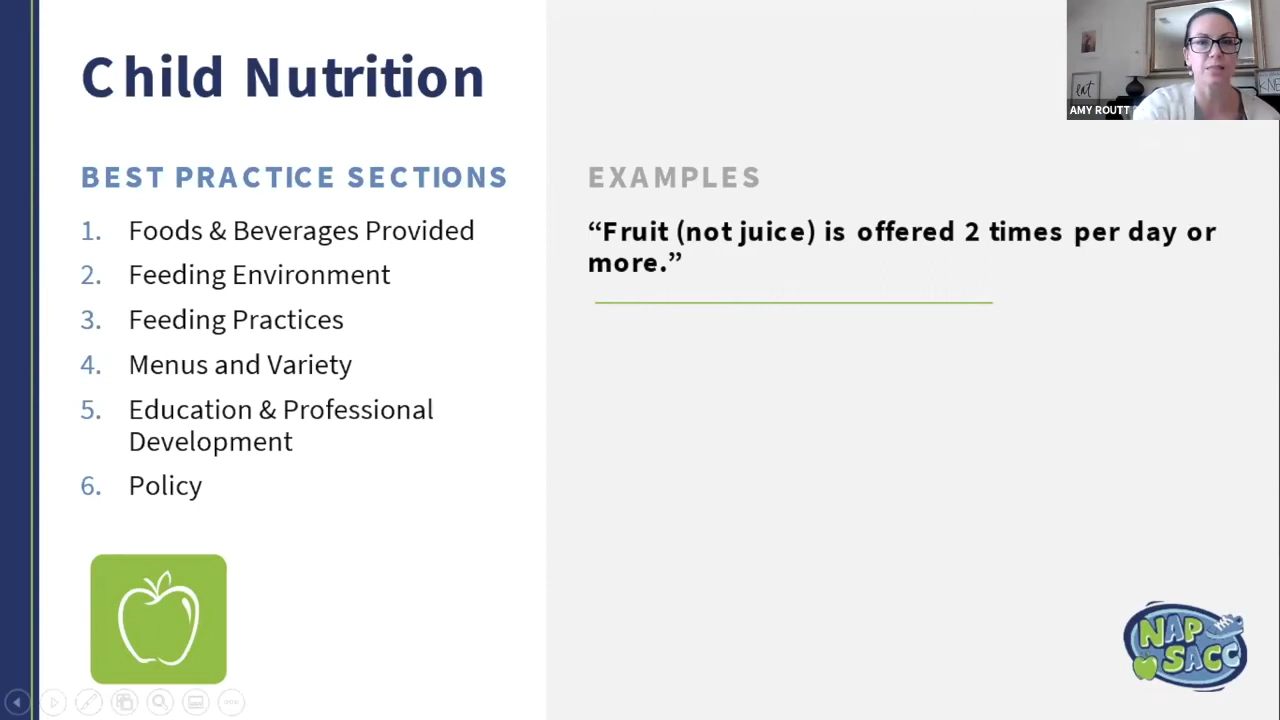 Child Nutrition
BEST PRACTICE SECTIONS
1. Foods & Beverages Provided
2. Feeding Environment
3. Feeding Practices
4. Menus and Variety
5. Education & Professional
Development
6. Policy
EXAMPLES
“Fruit (not juice) is offered 2 times per day or
more.”
eat
KNE
AMY ROUTT
NAP
SACC